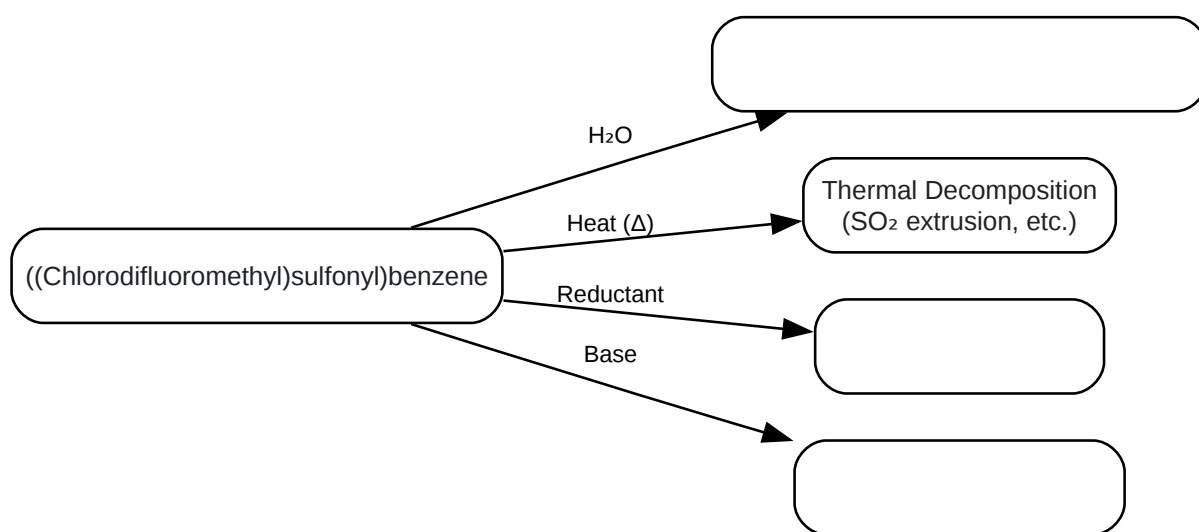 H₂O
Thermal Decomposition
(SO₂ extrusion, etc.)
Heat (Δ)
((Chlorodifluoromethyl)sulfonyl)benzene
Reductant
Base